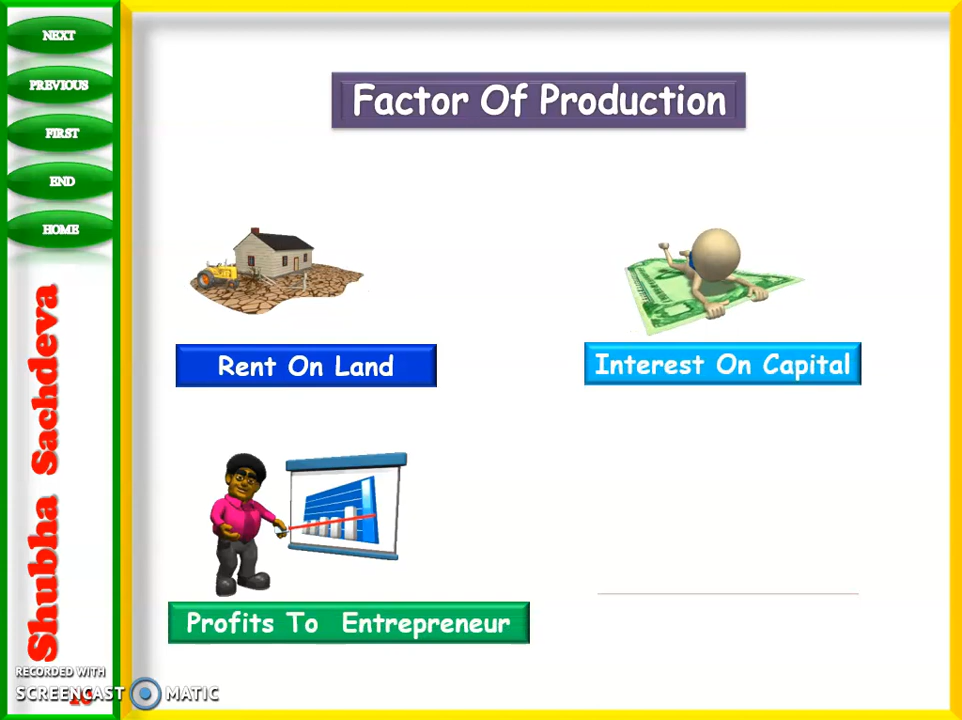 NEXT
PREVIOUS
FIRST
END
HOME
Shubha Sachdeva
Factor Of Production
Rent On Land
Interest On Capital
Profits To Entrepreneur
RECORDED WITH
SCREENCAST MATIC